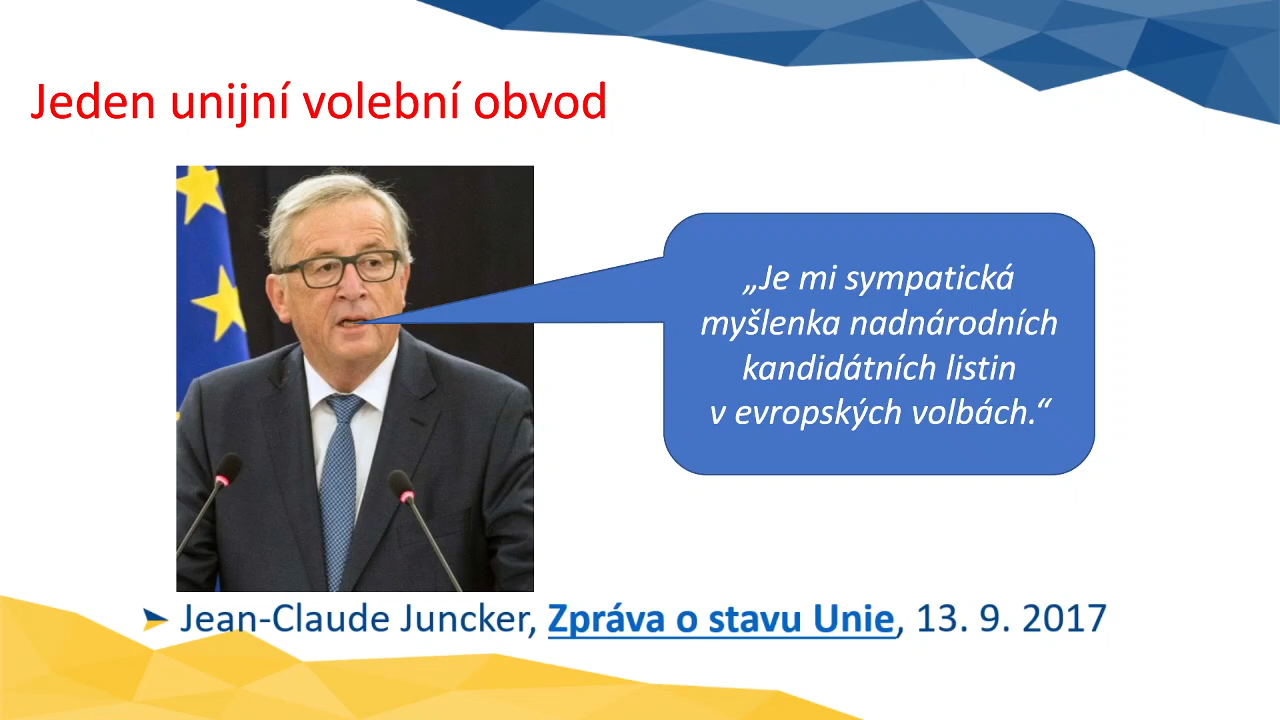 Jeden unijní volební obvod
„Je mi sympatická
myšlenka nadnárodních
kandidátních listin
v evropských volbách.“
Jean-Claude Juncker, Zpráva o stavu Unie, 13. 9. 2017